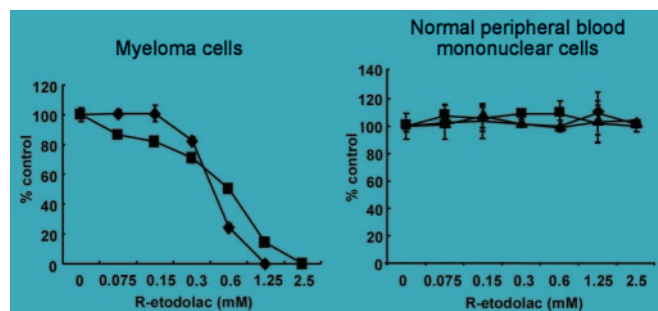 Myeloma cells
% control
120
100
80
60
40
20
0
0 0.075 0.15 0.3 0.6 1.25 2.5
R-etodolac (mM)
Normal peripheral blood
mononuclear cells
% control
140
120
100
80
60
40
20
0
0 0.075 0.15 0.3 0.6 1.25 2.5
R-etodolac (mM)